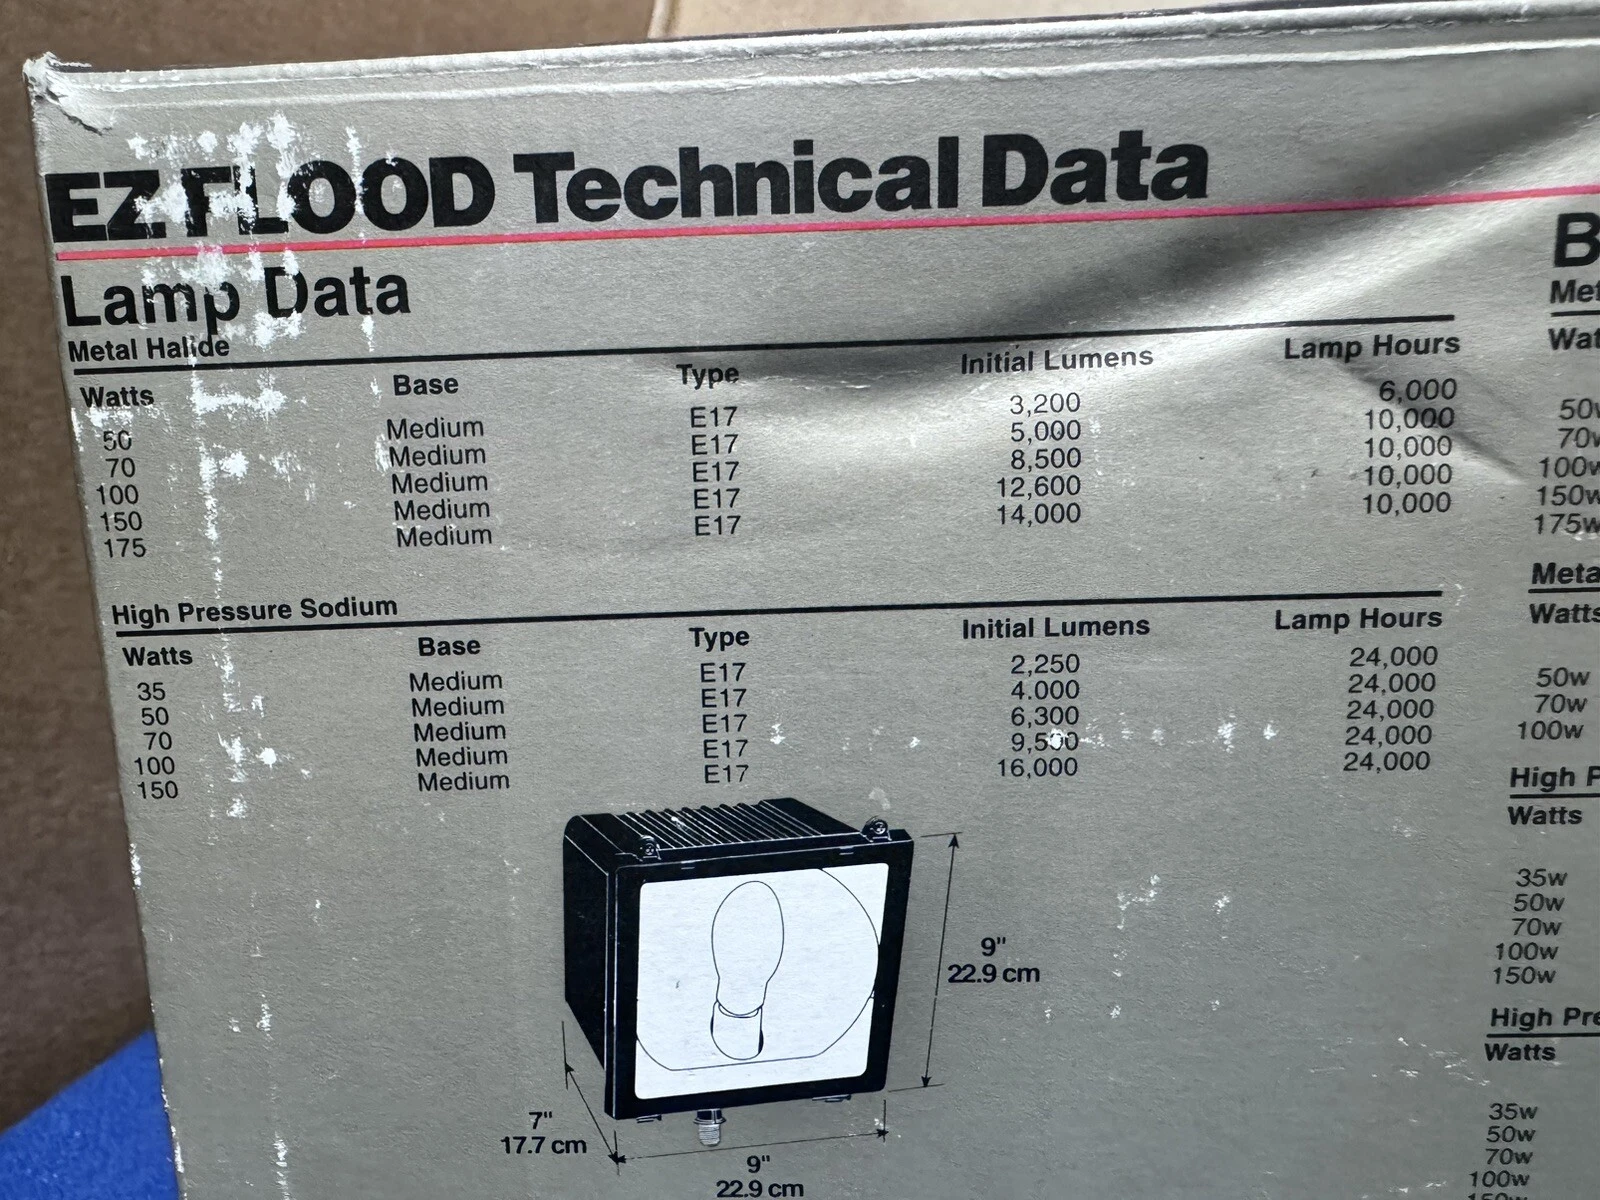 EZ FLOOD Technical Data
Lamp Data
Metal Halide
Watts Base Type Initial Lumens Lamp Hours
50 Medium E17 3,200 6,000
70 Medium E17 5,000 10,000
100 Medium E17 8,500 10,000
150 Medium E17 12,600 10,000
175 Medium E17 14,000 10,000
High Pressure Sodium
Watts Base Type Initial Lumens Lamp Hours
35 Medium E17 2,250 24,000
50 Medium E17 4.000 24,000
70 Medium E17 6,300 24,000
100 Medium E17 9,500 24,000
150 Medium E17 16,000 24,000
9"
22.9 cm
7"
17.7 cm
9"
22.9 cm
B
Met
Wat
50w
70w
100w
150w
175w
Meta
Watts
50w
70w
100w
High P
Watts
35w
50w
70w
100w
150w
High Pre
Watts
35w
50w
70w
100w